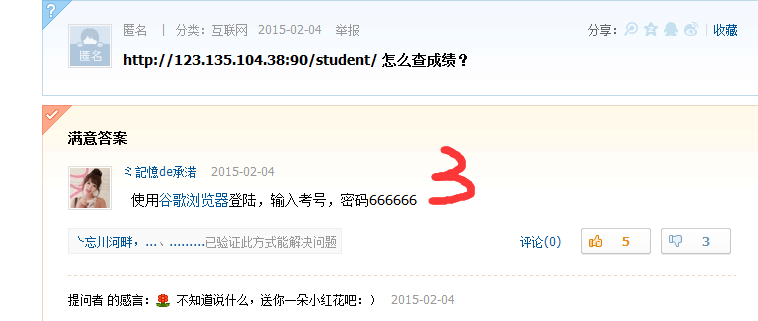 ?
匿名 | 分类：互联网 2015-02-04 举报
分享： | 收藏
匿名
http://123.135.104.38:90/student/ 怎么查成绩？
满意答案
ミ記憶de承渃 2015-02-04
使用谷歌浏览器登陆，输入考号，密码666666
3
丶忘川河畔，...、.........已验证此方式能解决问题
评论(0) 5 3
提问者 的感言： 不知道说什么，送你一朵小红花吧：） 2015-02-04